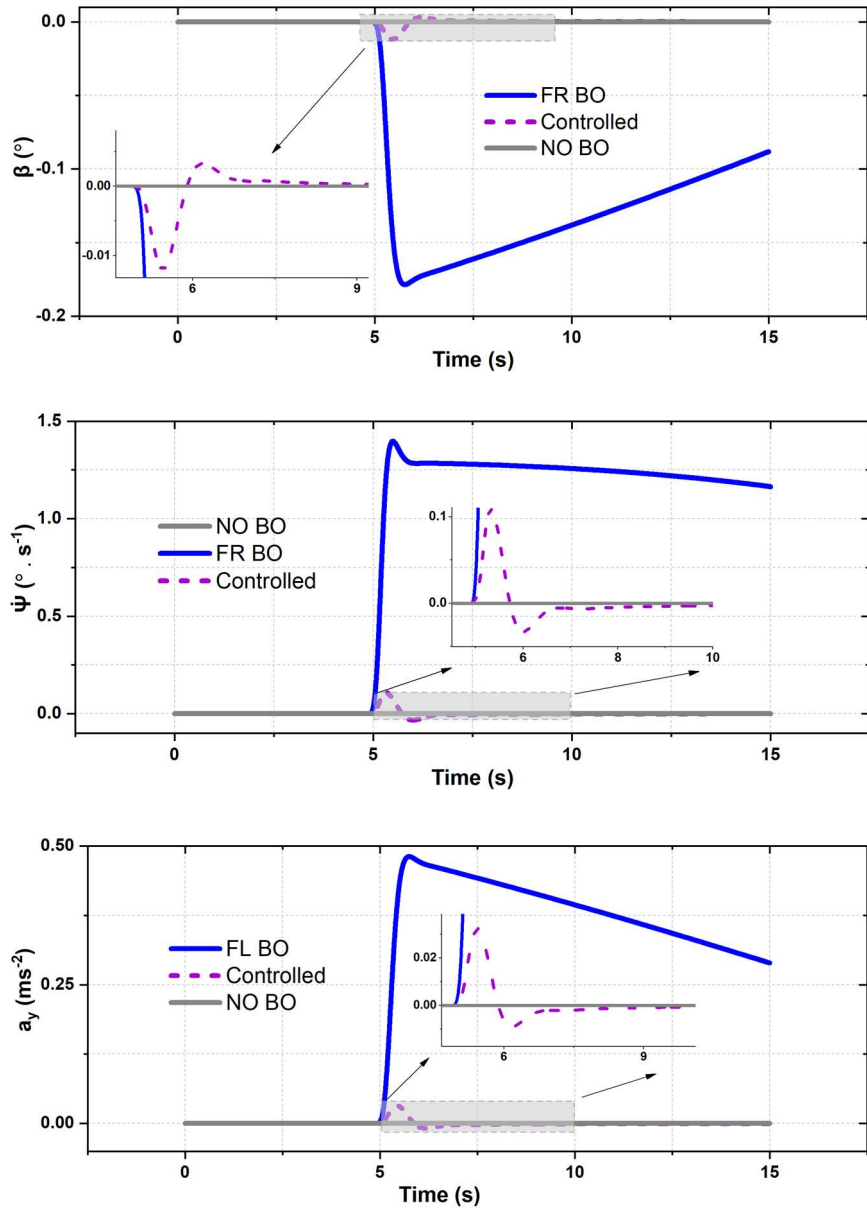 0.0
FR BO
Controlled
NO BO
β (°)
-0.1
0.00
-0.01
6
9
-0.2
0
5
10
15
Time (s)
1.5
NO BO
FR BO
Controlled
0.1
0.0
6
8
10
1.0
Ψ̇ (° . s⁻¹)
0.5
0.0
0
5
10
15
Time (s)
0.50
FL BO
Controlled
NO BO
0.02
0.00
6
9
a_y (ms⁻²)
0.25
0.00
0
5
10
15
Time (s)